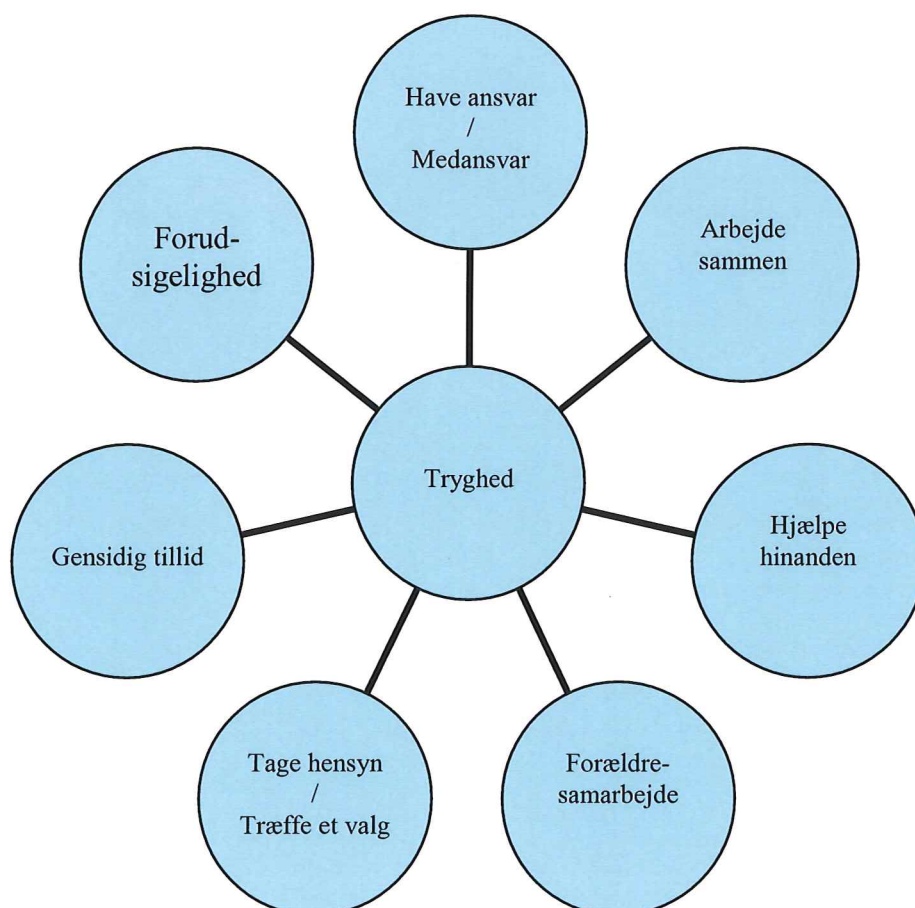 Have ansvar
/
Medansvar
Forud-
sigelighed
Arbejde
sammen
Tryghed
Gensidig tillid
Hjælpe
hinanden
Tage hensyn
/
Træffe et valg
Forældre-
samarbejde